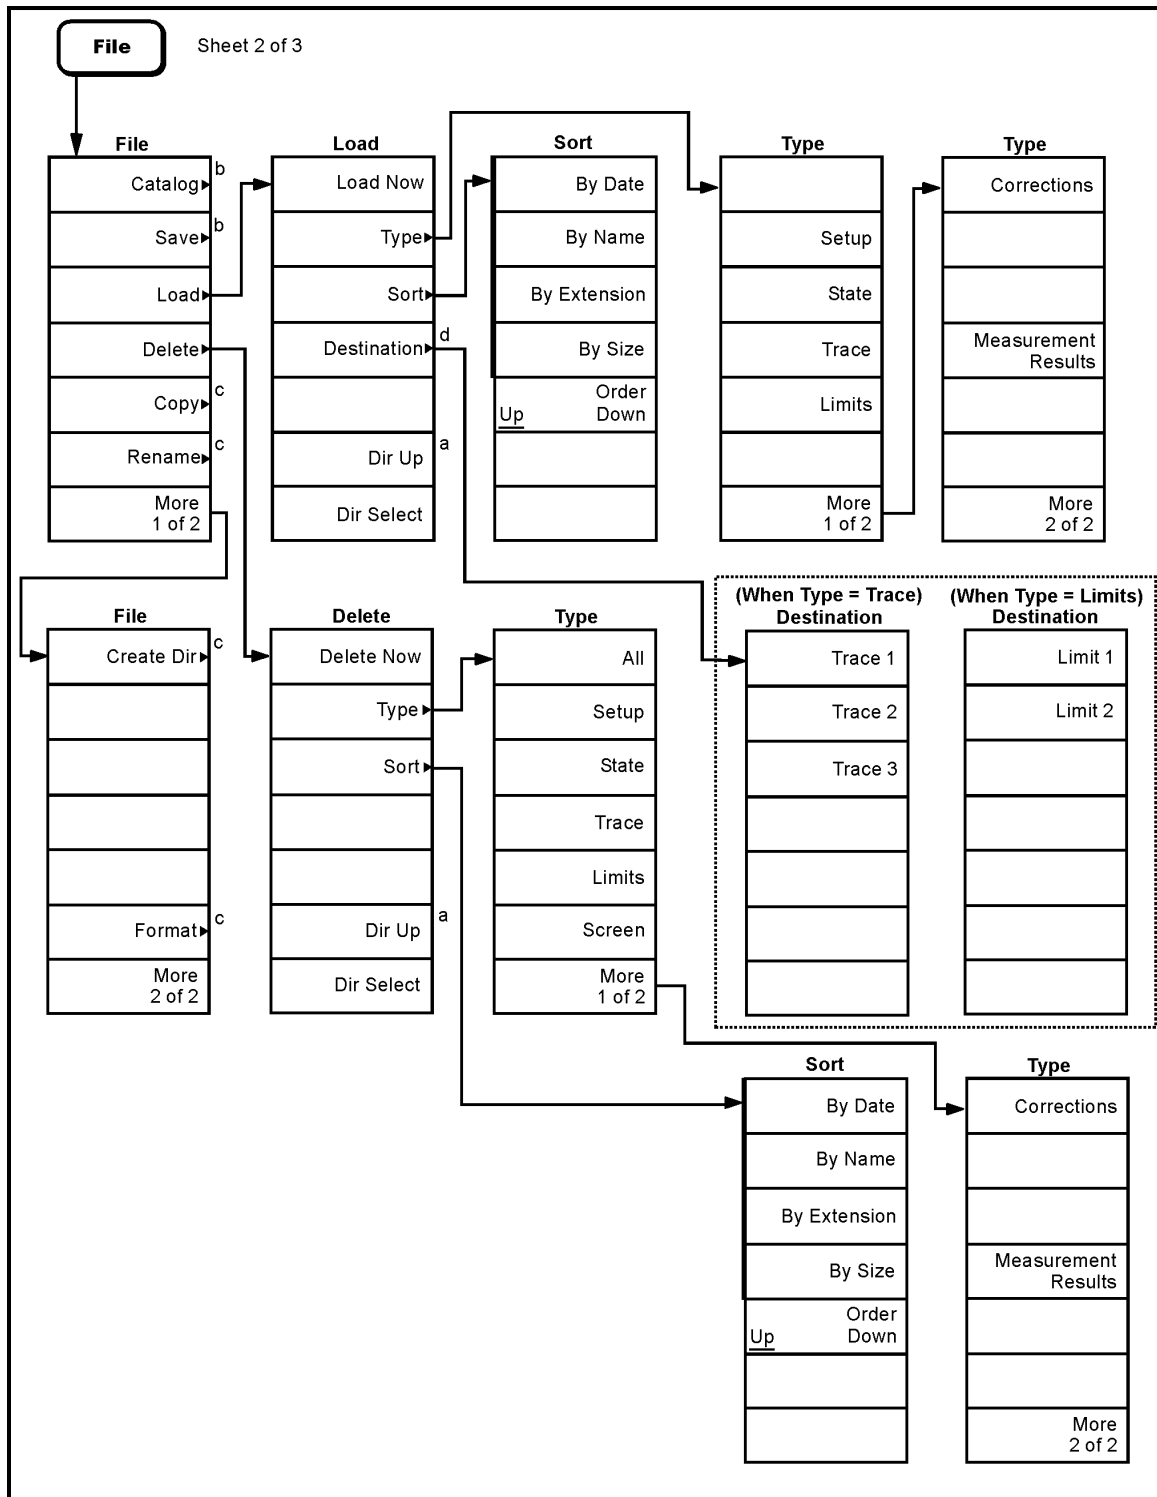 File
Sheet 2 of 3
File
Catalog
b
Save
b
Load
Delete
Copy
c
Rename
c
More
1 of 2
Load
Load Now
Type
Sort
Destination
d
Dir Up
a
Dir Select
Sort
By Date
By Name
By Extension
By Size
Order
Up Down
Type
Setup
State
Trace
Limits
More
1 of 2
Type
Corrections
Measurement
Results
More
2 of 2
File
Create Dir
c
Format
c
More
2 of 2
Delete
Delete Now
Type
Sort
Dir Up
a
Dir Select
Type
All
Setup
State
Trace
Limits
Screen
More
1 of 2
(When Type = Trace)
Destination
Trace 1
Trace 2
Trace 3
(When Type = Limits)
Destination
Limit 1
Limit 2
Sort
By Date
By Name
By Extension
By Size
Order
Up Down
Type
Corrections
Measurement
Results
More
2 of 2